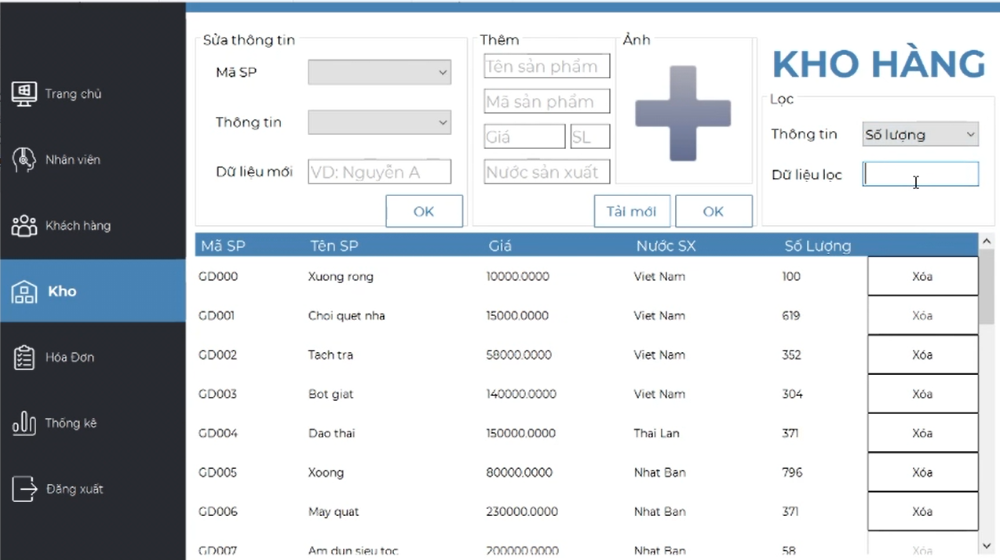 Trang chủ
Nhân viên
Khách hàng
Kho
Hóa Đơn
Thống kê
Đăng xuất
Sửa thông tin
Mã SP
Thông tin
Dữ liệu mới
VD: Nguyễn A
OK
Thêm
Tên sản phẩm
Mã sản phẩm
Giá SL
Nước sản xuất
Ảnh
Tải mới OK
KHO HÀNG
Lọc
Thông tin Số lượng
Dữ liệu lọc
Mã SP Tên SP Giá Nước SX Số Lượng
GD000 Xuong rong 10000.0000 Viet Nam 100 Xóa
GD001 Choi quet nha 15000.0000 Viet Nam 619 Xóa
GD002 Tach tra 58000.0000 Viet Nam 352 Xóa
GD003 Bot giat 140000.0000 Viet Nam 304 Xóa
GD004 Dao thai 150000.0000 Thai Lan 371 Xóa
GD005 Xoong 80000.0000 Nhat Ban 796 Xóa
GD006 May quat 230000.0000 Nhat Ban 371 Xóa
GD007 Am dun sieu toc 200000.0000 Nhat Ban 58 Xóa